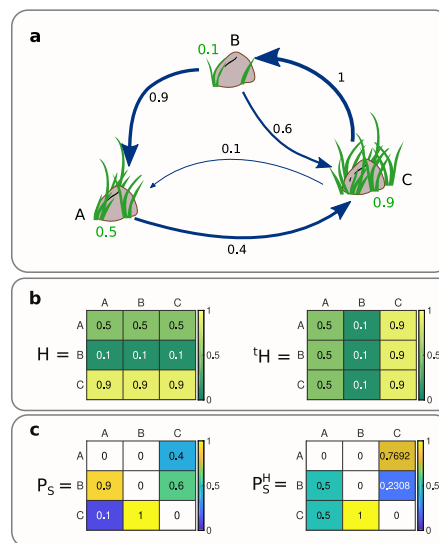 a
B
0.1
1
0.9
0.6
0.1
C
A
0.9
0.5
0.4
b
A B C
A B C
1
1
A 0.5 0.5 0.5
A 0.5 0.1 0.9
H = B 0.1 0.1 0.1 0.5
tH = B 0.5 0.1 0.9 0.5
C 0.9 0.9 0.9
C 0.5 0.1 0.9
0
0
c
A B C
A B C
1
1
A 0 0 0.4
A 0 0 0.7692
PS = B 0.9 0 0.6 0.5
PSH = B 0.5 0 0.2308 0.5
C 0.1 1 0
C 0.5 1 0
0
0